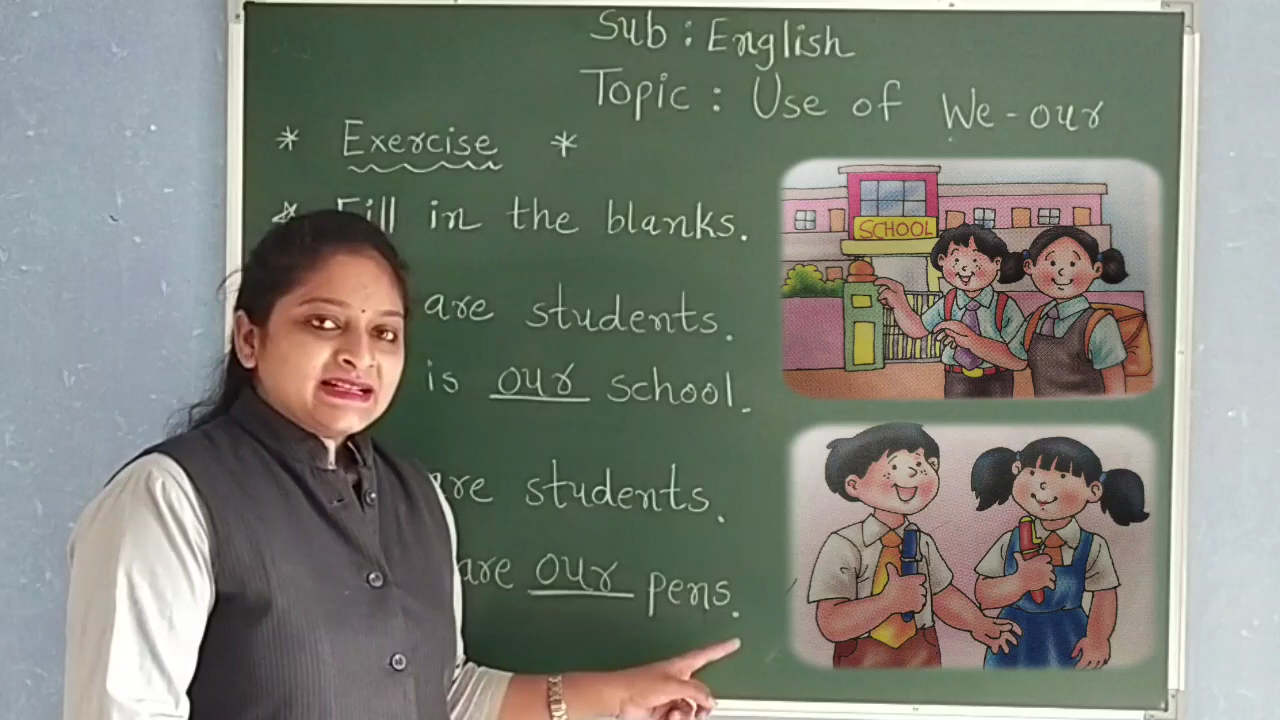 Sub : English
Topic : Use of We - our
* Exercise *
* Fill in the blanks.
are students.
is our school.
are students.
are our pens.
SCHOOL